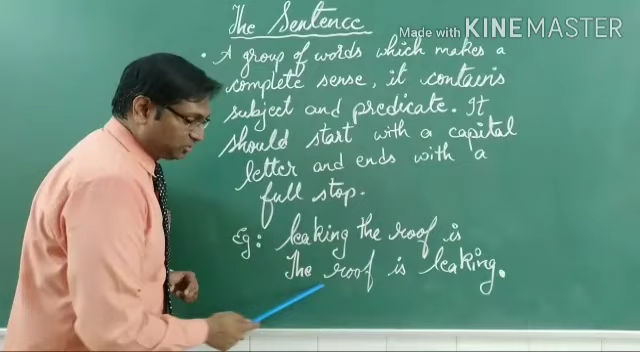 The Sentence
Made with KINEMASTER
• A group of words which makes a
complete sense, it contains
subject and predicate. It
should start with a capital
letter and ends with a
full stop.
Eg: leaking the roof is
The roof is leaking.